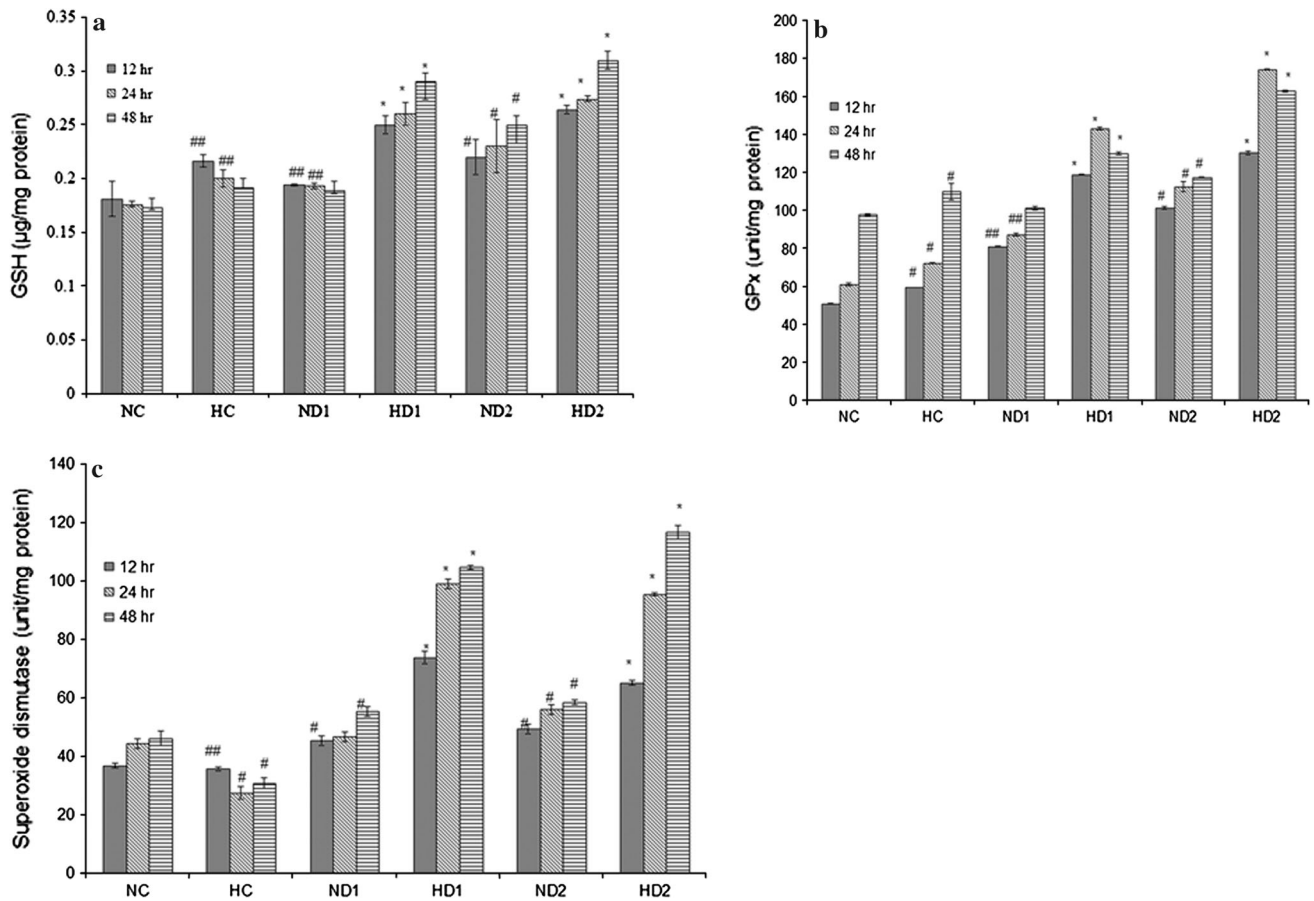 a
GSH (µg/mg protein)
0.35
0.3
0.25
0.2
0.15
0.1
0.05
0
12 hr
24 hr
48 hr
## ##
## ##
* * *
# # #
* * *
NC HC ND1 HD1 ND2 HD2
b
GPx (unit/mg protein)
200
180
160
140
120
100
80
60
40
20
0
12 hr
24 hr
48 hr
# # #
## ##
* * *
# # #
* * *
NC HC ND1 HD1 ND2 HD2
c
Superoxide dismutase (unit/mg protein)
140
120
100
80
60
40
20
0
12 hr
24 hr
48 hr
## # #
# #
* * *
# # #
* * *
NC HC ND1 HD1 ND2 HD2